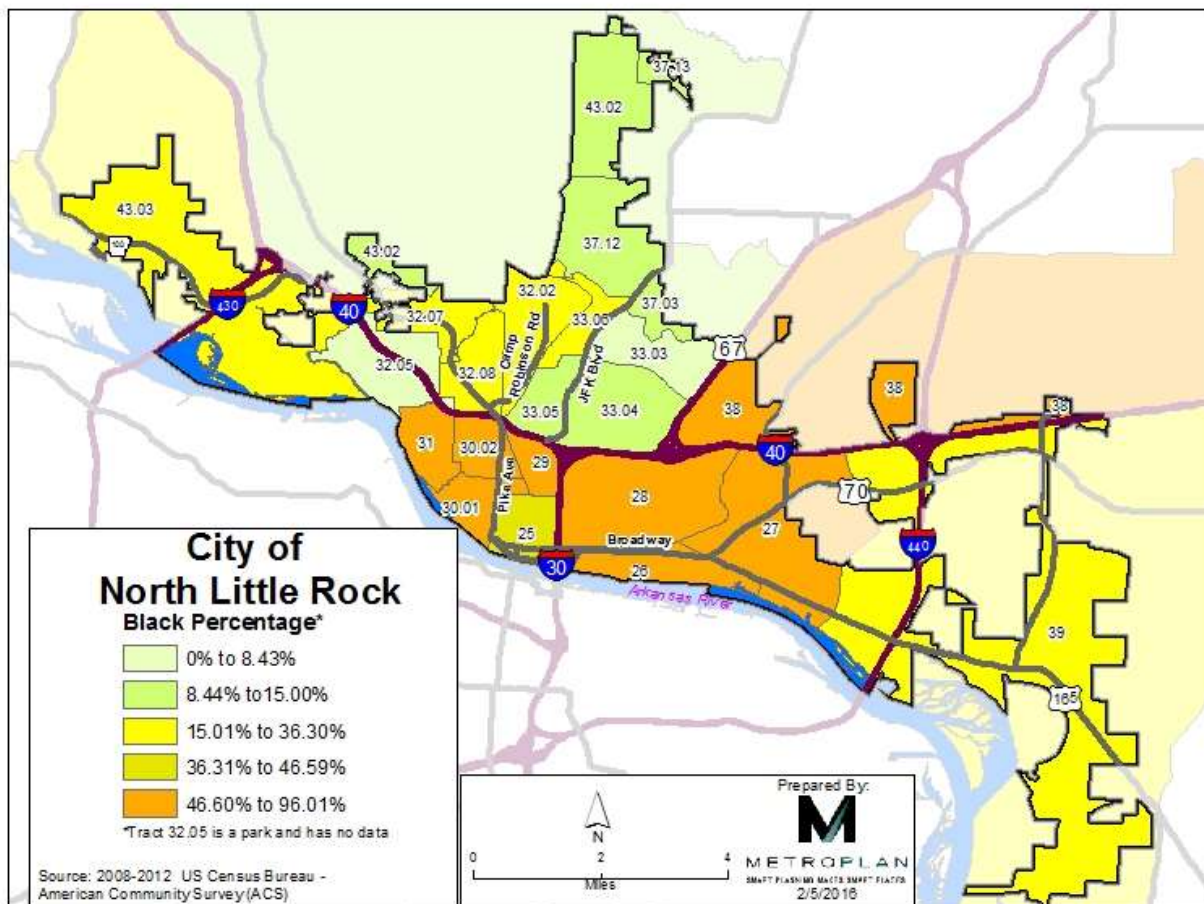 37.13
43.02
43.03
100
37.12
43.02
430
40
32.07
32.02
33.06
37.03
Camp
Robinson Rd
33.03
67
32.05
32.08
JFK Blvd
33.05
33.04
38
38
38
31
30.02
29
40
Pike Ave
28
70
30.01
27
25
Broadway
440
30
26
Arkansas River
39
165
City of
North Little Rock
Black Percentage*
0% to 8.43%
8.44% to 15.00%
15.01% to 36.30%
36.31% to 46.59%
46.60% to 96.01%
*Tract 32.05 is a park and has no data
Source: 2008-2012 US Census Bureau -
American Community Survey (ACS)
N
0 2 4
Miles
Prepared By:
M
METROPLAN
SMART PLANNING MAKES SMART PLACES
2/5/2016